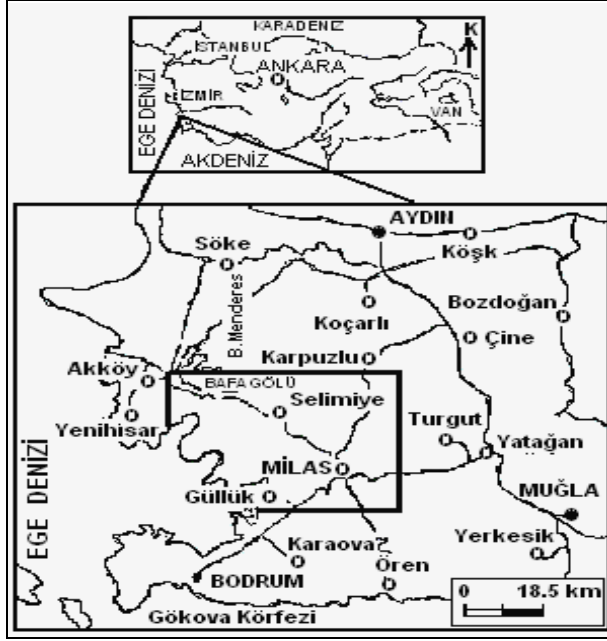 KARADENİZ
K
İSTANBUL
ANKARA
EGE DENİZİ
İZMİR
VAN
AKDENİZ
AYDIN
Söke
Köşk
B.Menderes
Koçarlı
Bozdoğan
Çine
Karpuzlu
Akköy
BAFA GÖLÜ
Selimiye
Yenihisar
Turgut
Yatağan
MİLAS
Güllük
MUĞLA
EGE DENİZİ
Karaova
Yerkesik
Ören
BODRUM
0 18.5 km
Gökova Körfezi